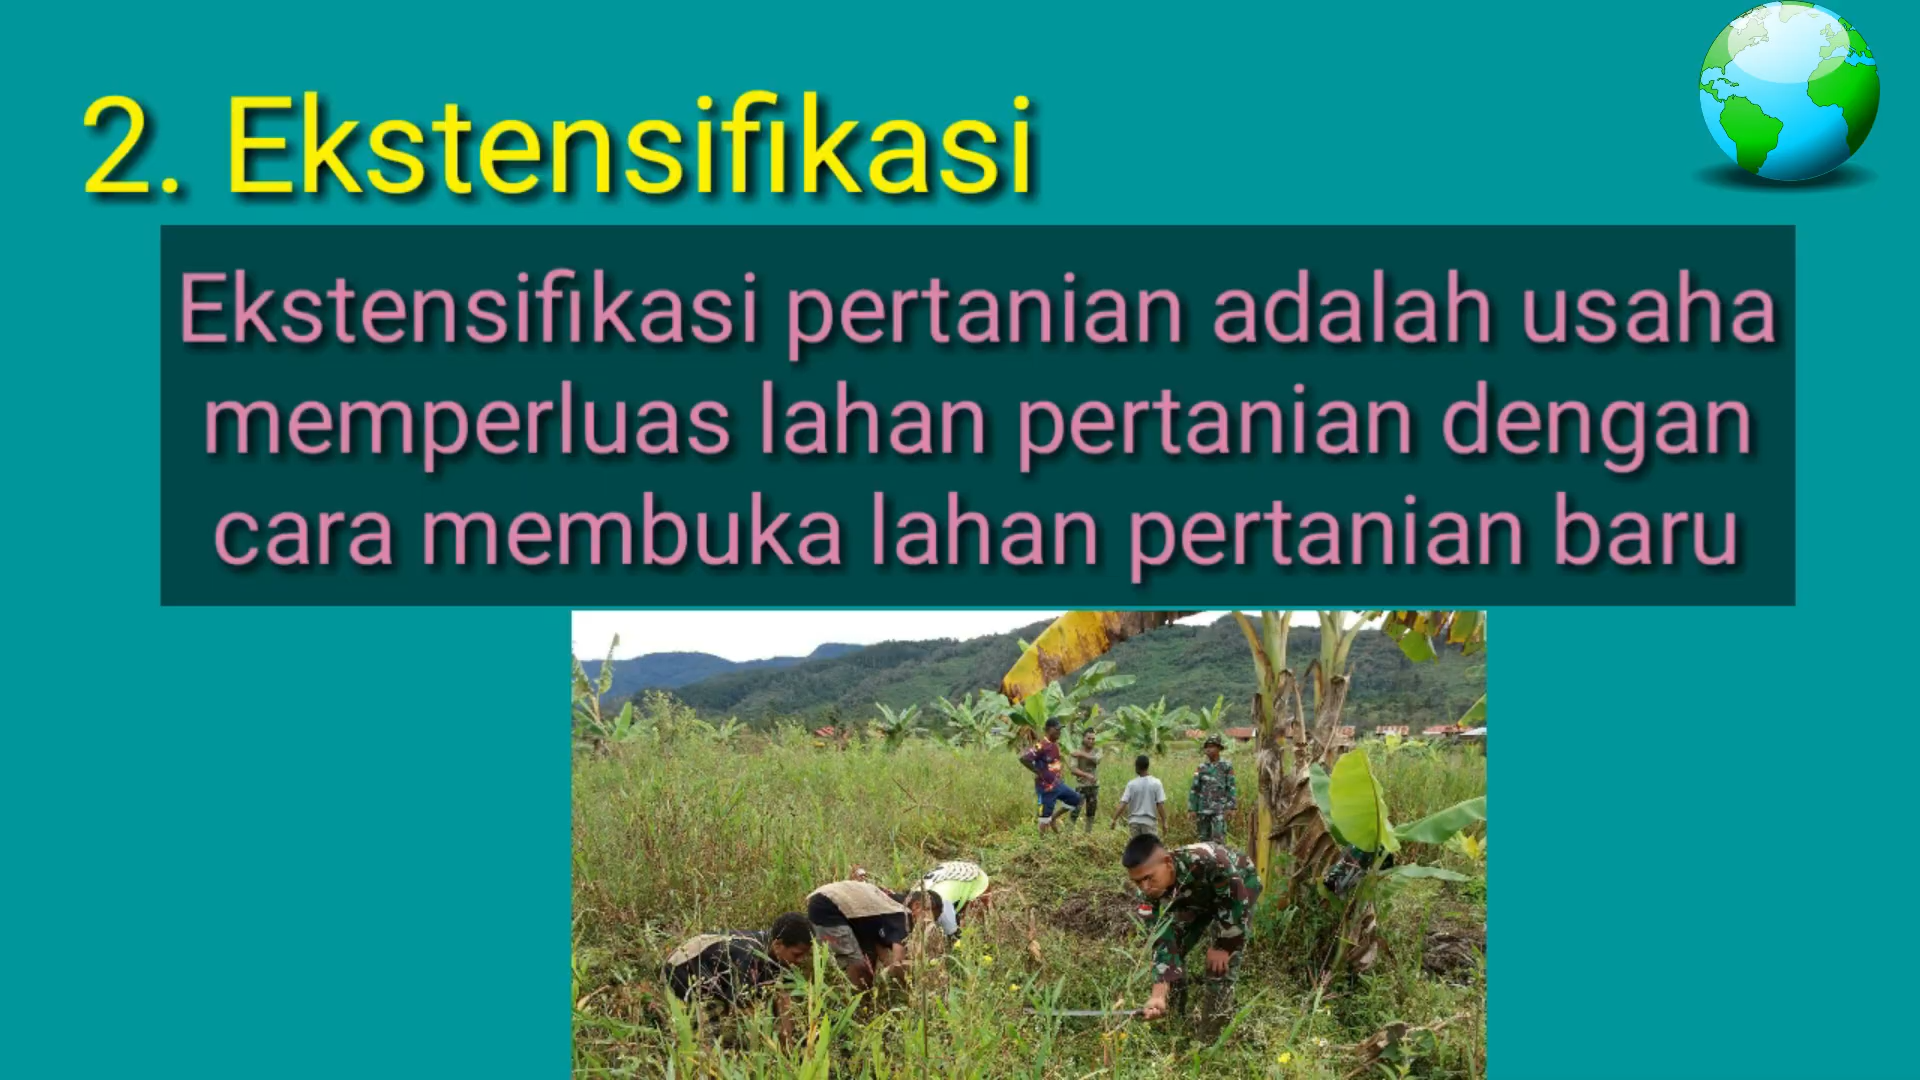 2. Ekstensifikasi
Ekstensifikasi pertanian adalah usaha
memperluas lahan pertanian dengan
cara membuka lahan pertanian baru